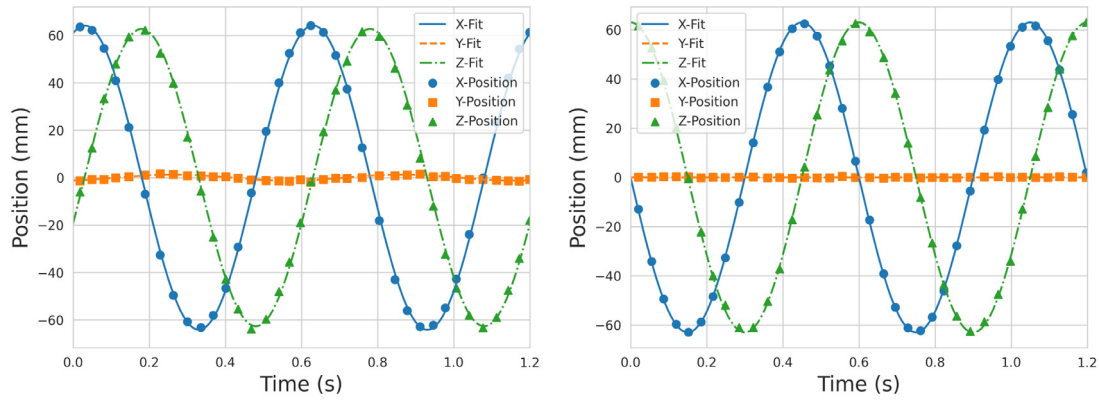 60
40
20
0
−20
−40
−60
Position (mm)
X-Fit
Y-Fit
Z-Fit
X-Position
Y-Position
Z-Position
0.0 0.2 0.4 0.6 0.8 1.0 1.2
Time (s)
60
40
20
0
−20
−40
−60
Position (mm)
X-Fit
Y-Fit
Z-Fit
X-Position
Y-Position
Z-Position
0.0 0.2 0.4 0.6 0.8 1.0 1.2
Time (s)